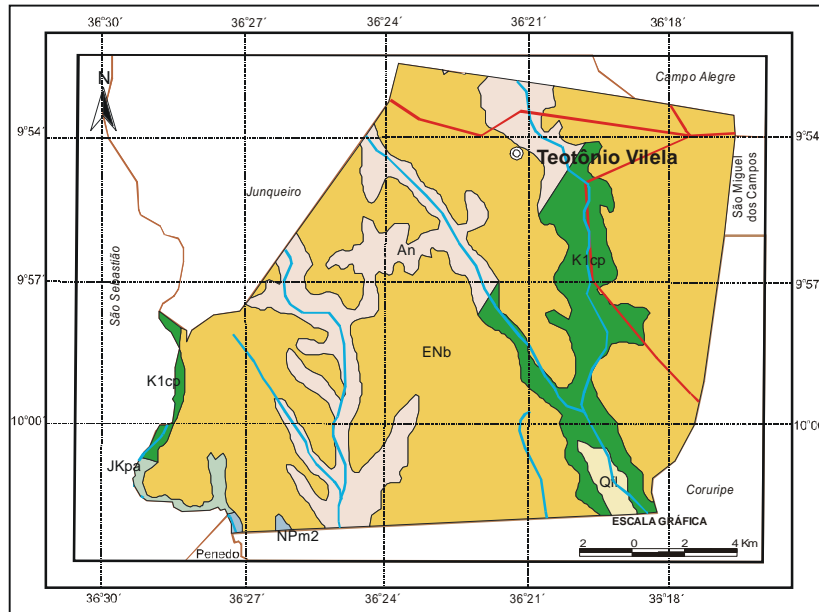 36°30´ 36°27´ 36°24´ 36°21´ 36°18´
N
Campo Alegre
9°54´ 9°54´
Teotônio Vilela
São Miguel
dos Campos
Junqueiro
An
K1cp
São Sebastião
9°57´ 9°57´
ENb
K1cp
10°00´ 10°00´
JKpa
Qil
Coruripe
ESCALA GRÁFICA
NPm2
Penedo
2 0 2 4 Km
36°30´ 36°27´ 36°24´ 36°21´ 36°18´